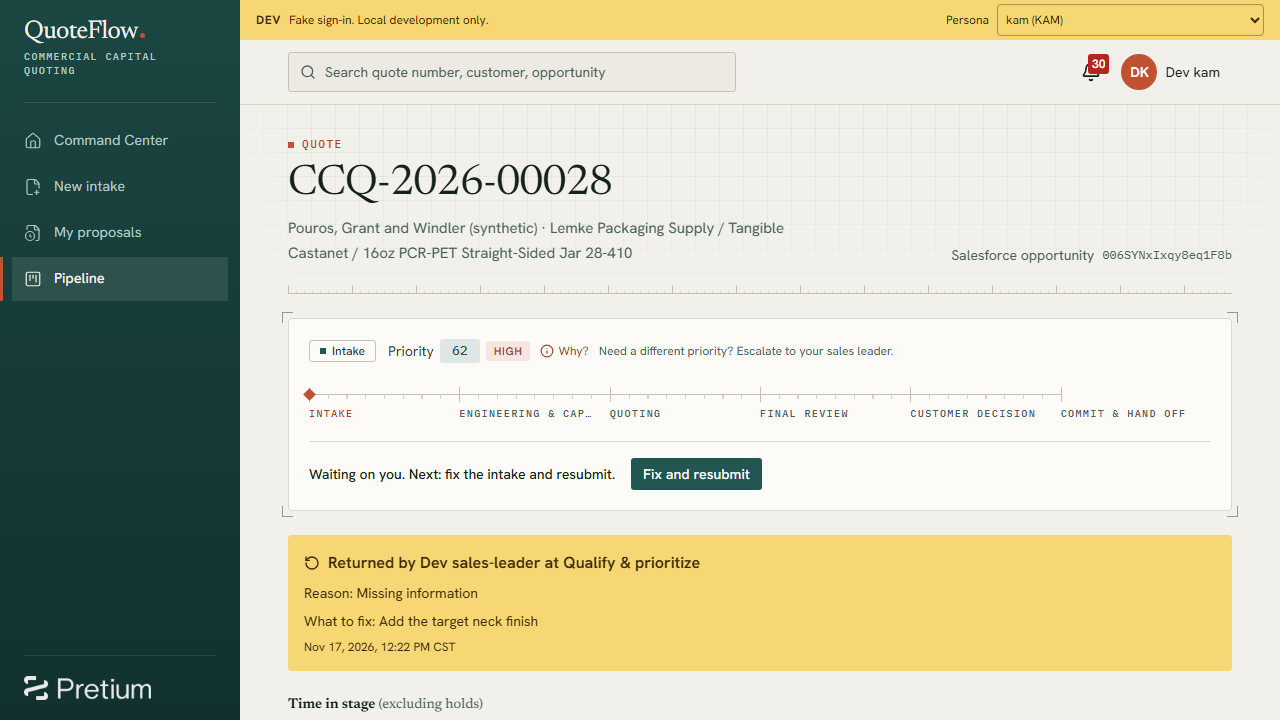 QuoteFlow.
COMMERCIAL CAPITAL
QUOTING
Command Center
New intake
My proposals
Pipeline
Pretium
DEV Fake sign-in. Local development only.
Persona kam (KAM)
Search quote number, customer, opportunity
30
DK Dev kam
QUOTE
CCQ-2026-00028
Pouros, Grant and Windler (synthetic) · Lemke Packaging Supply / Tangible
Castanet / 16oz PCR-PET Straight-Sided Jar 28-410
Salesforce opportunity 006SYNxIxqy8eq1F8b
Intake Priority 62 HIGH Why? Need a different priority? Escalate to your sales leader.
INTAKE ENGINEERING & CAP… QUOTING FINAL REVIEW CUSTOMER DECISION COMMIT & HAND OFF
Waiting on you. Next: fix the intake and resubmit. Fix and resubmit
Returned by Dev sales-leader at Qualify & prioritize
Reason: Missing information
What to fix: Add the target neck finish
Nov 17, 2026, 12:22 PM CST
Time in stage (excluding holds)